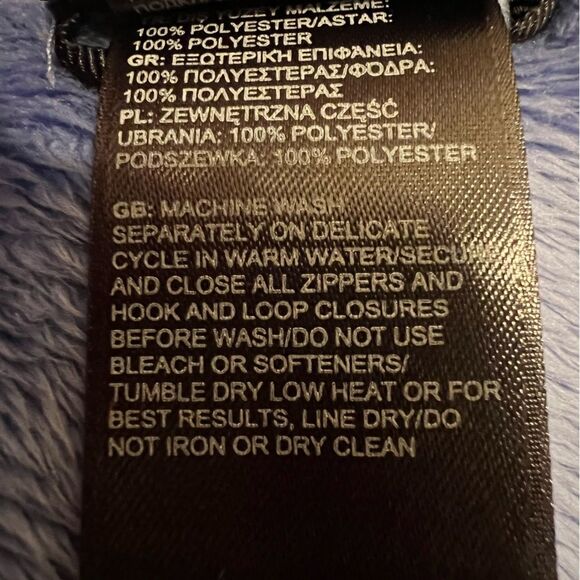 100% POLYESTER/ASTAR:
100% POLYESTER
GR: ΕΞΩΤΕΡΙΚΗ ΕΠΙΦΆΝΕΙΑ:
100% ΠΟΛΥΕΣΤΕΡΑΣ/ΦΌΔΡΑ:
100% ΠΟΛΥΕΣΤΕΡΑΣ
PL: ZEWNĘTRZNA CZĘŚĆ
UBRANIA: 100% POLYESTER/
PODSZEWKA: 100% POLYESTER
GB: MACHINE WASH
SEPARATELY ON DELICATE
CYCLE IN WARM WATER/SECURE
AND CLOSE ALL ZIPPERS AND
HOOK AND LOOP CLOSURES
BEFORE WASH/DO NOT USE
BLEACH OR SOFTENERS/
TUMBLE DRY LOW HEAT OR FOR
BEST RESULTS, LINE DRY/DO
NOT IRON OR DRY CLEAN